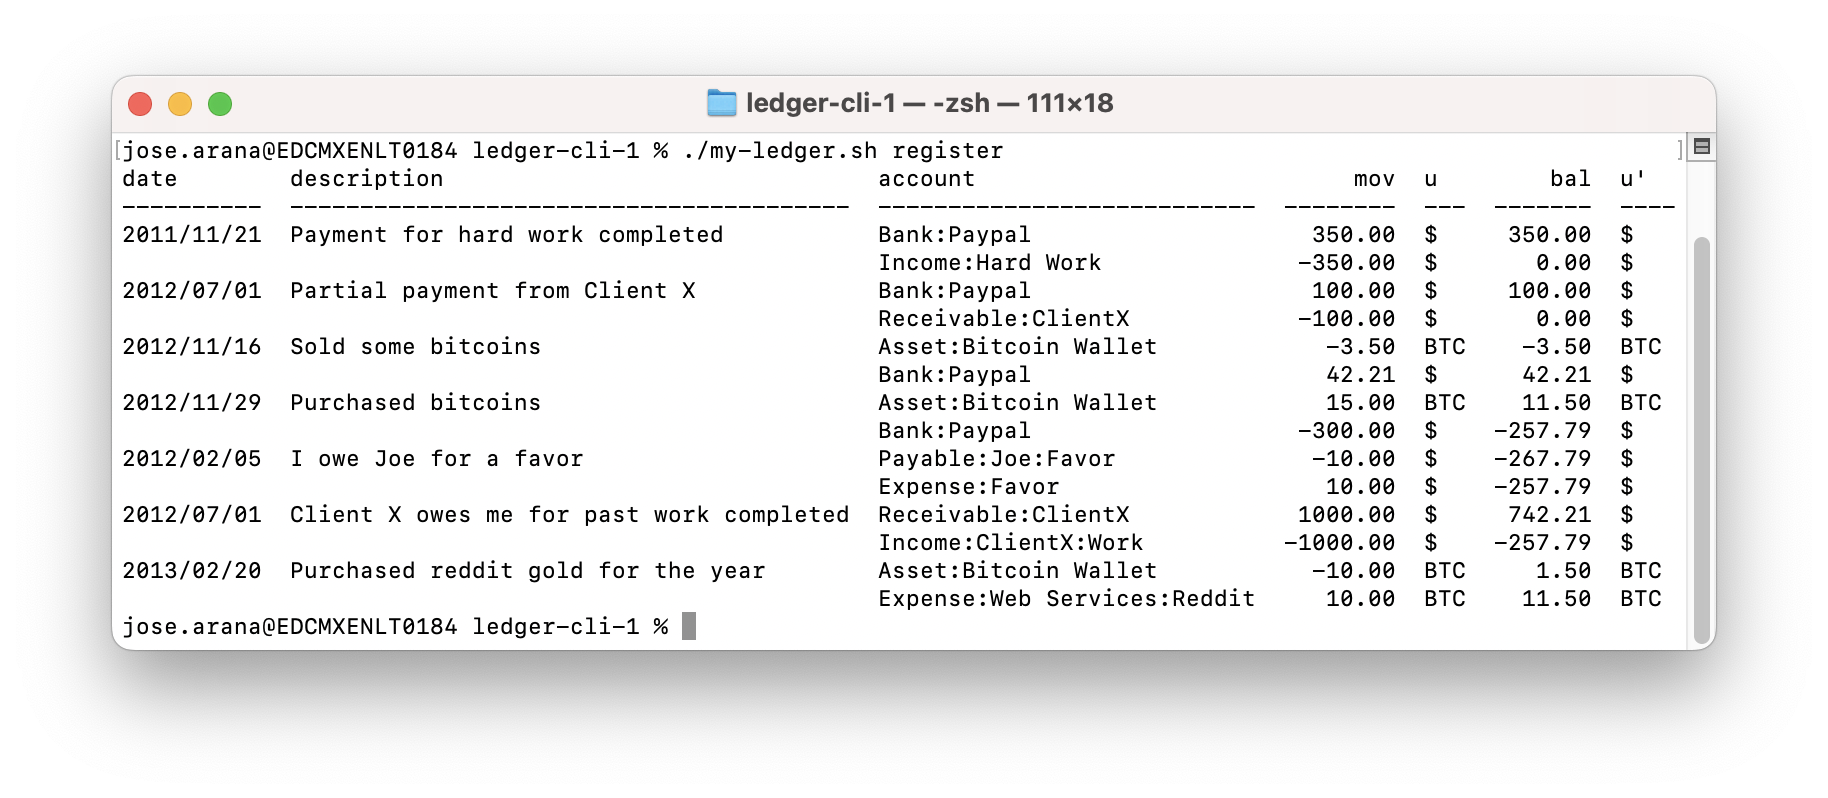 ledger-cli-1 — -zsh — 111×18
[jose.arana@EDCMXENLT0184 ledger-cli-1 % ./my-ledger.sh register ]
date        description                               account                           mov  u         bal  u'
----------  ----------------------------------------  ---------------------------  --------  ---  -------  ----
2011/11/21  Payment for hard work completed           Bank:Paypal                    350.00  $     350.00  $
                                                      Income:Hard Work              -350.00  $       0.00  $
2012/07/01  Partial payment from Client X             Bank:Paypal                    100.00  $     100.00  $
                                                      Receivable:ClientX            -100.00  $       0.00  $
2012/11/16  Sold some bitcoins                        Asset:Bitcoin Wallet            -3.50  BTC    -3.50  BTC
                                                      Bank:Paypal                     42.21  $      42.21  $
2012/11/29  Purchased bitcoins                        Asset:Bitcoin Wallet            15.00  BTC    11.50  BTC
                                                      Bank:Paypal                   -300.00  $    -257.79  $
2012/02/05  I owe Joe for a favor                     Payable:Joe:Favor              -10.00  $    -267.79  $
                                                      Expense:Favor                   10.00  $    -257.79  $
2012/07/01  Client X owes me for past work completed  Receivable:ClientX            1000.00  $     742.21  $
                                                      Income:ClientX:Work          -1000.00  $    -257.79  $
2013/02/20  Purchased reddit gold for the year        Asset:Bitcoin Wallet           -10.00  BTC     1.50  BTC
                                                      Expense:Web Services:Reddit     10.00  BTC    11.50  BTC
jose.arana@EDCMXENLT0184 ledger-cli-1 %